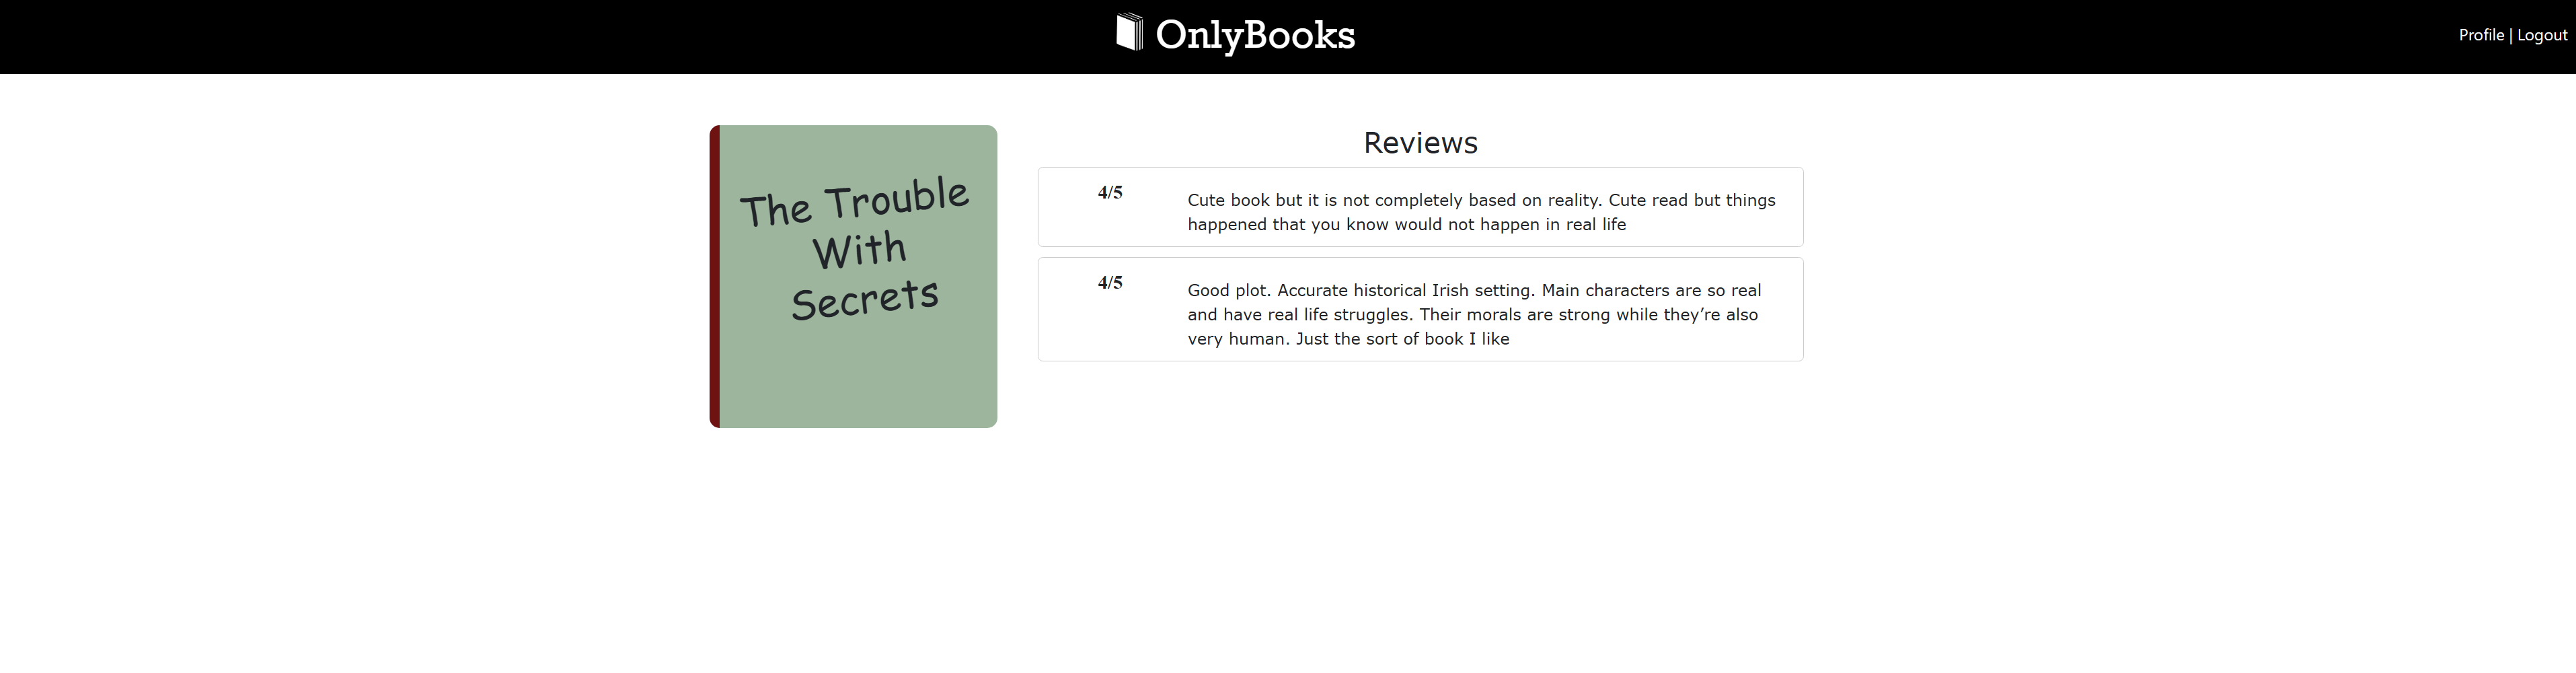 OnlyBooks
Profile | Logout
The Trouble
With
Secrets
Reviews
4/5
Cute book but it is not completely based on reality. Cute read but things
happened that you know would not happen in real life
4/5
Good plot. Accurate historical Irish setting. Main characters are so real
and have real life struggles. Their morals are strong while they’re also
very human. Just the sort of book I like